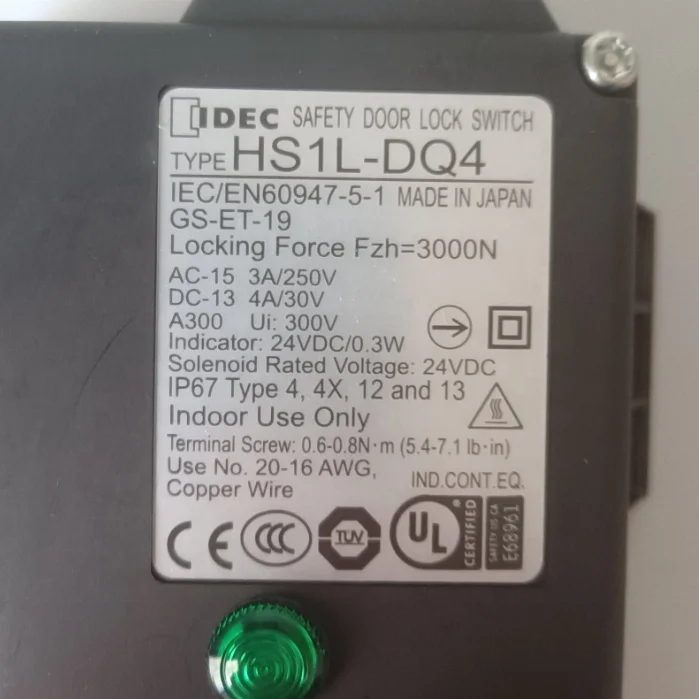 IDEC SAFETY DOOR LOCK SWITCH
TYPE HS1L-DQ4
IEC/EN60947-5-1 MADE IN JAPAN
GS-ET-19
Locking Force Fzh=3000N
AC-15 3A/250V
DC-13 4A/30V
A300 Ui: 300V
Indicator: 24VDC/0.3W
Solenoid Rated Voltage: 24VDC
IP67 Type 4, 4X, 12 and 13
Indoor Use Only
Terminal Screw: 0.6-0.8N·m (5.4-7.1 lb·in)
Use No. 20-16 AWG,
Copper Wire
IND.CONT.EQ.
CE CCC TÜV UL ® CERTIFIED SAFETY US CA E68961